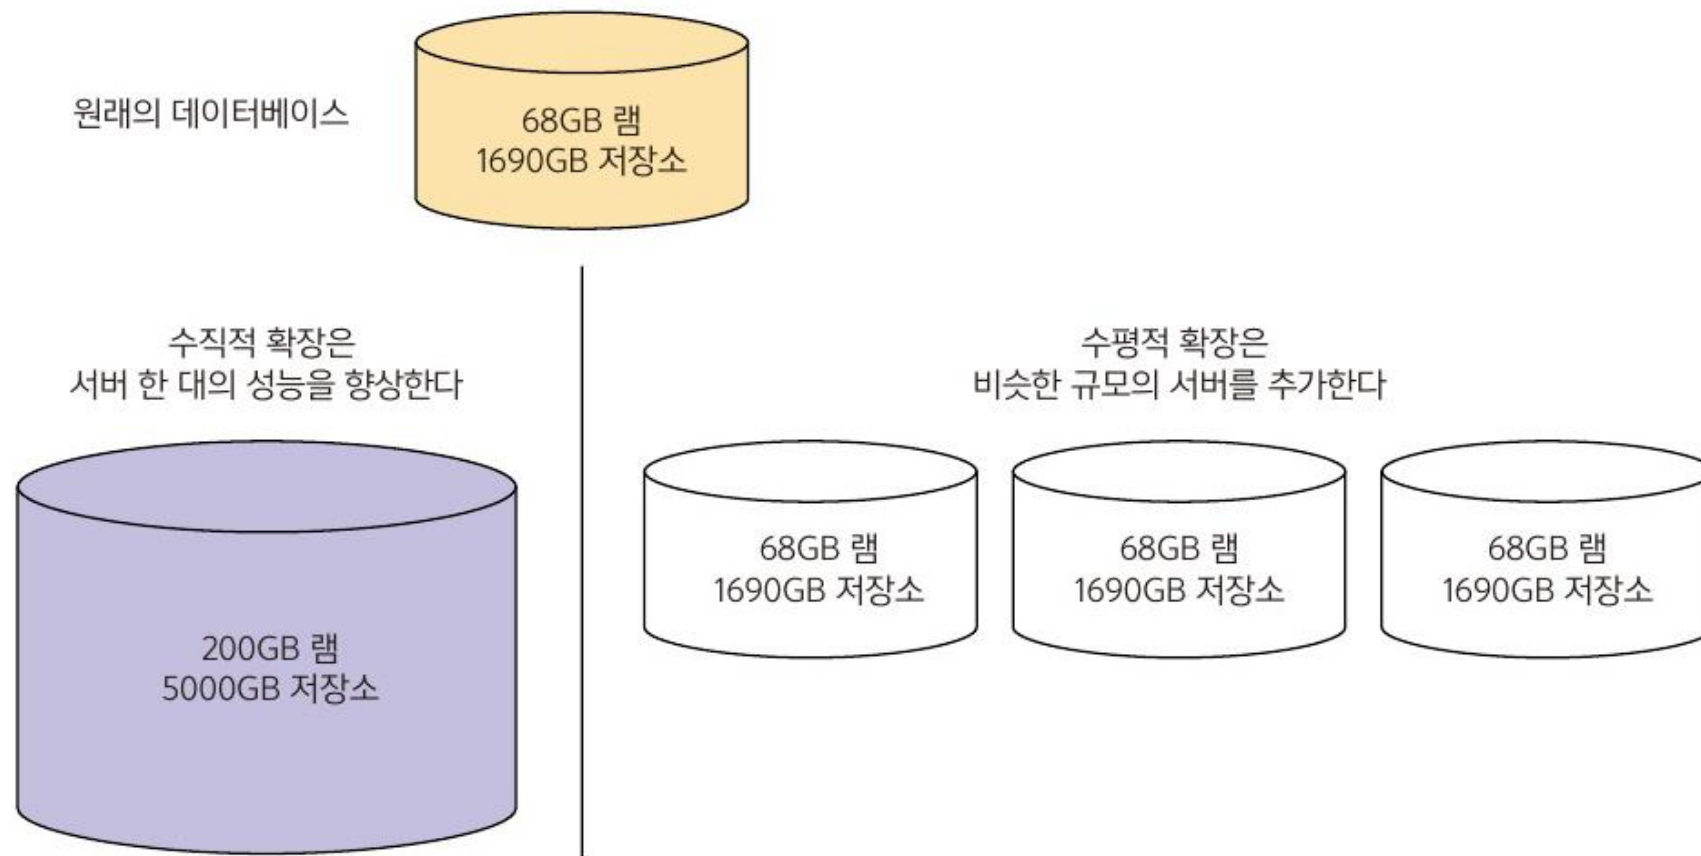 원래의 데이터베이스
68GB 램
1690GB 저장소
수직적 확장은
서버 한 대의 성능을 향상한다
200GB 램
5000GB 저장소
수평적 확장은
비슷한 규모의 서버를 추가한다
68GB 램
1690GB 저장소
68GB 램
1690GB 저장소
68GB 램
1690GB 저장소